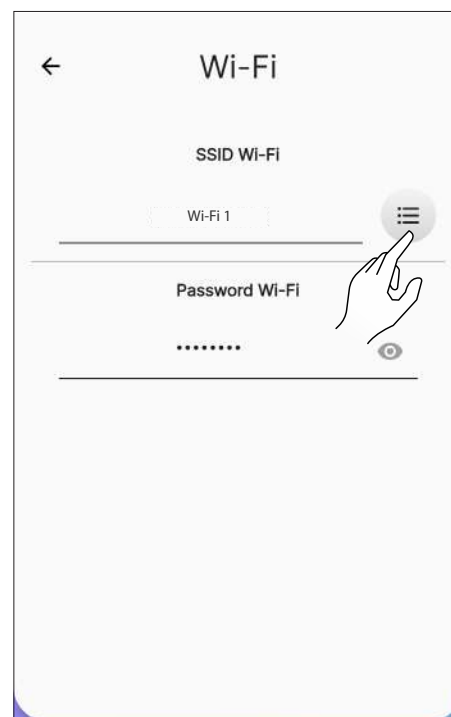 Wi-Fi
SSID Wi-Fi
Wi-Fi 1
Password Wi-Fi
••••••••